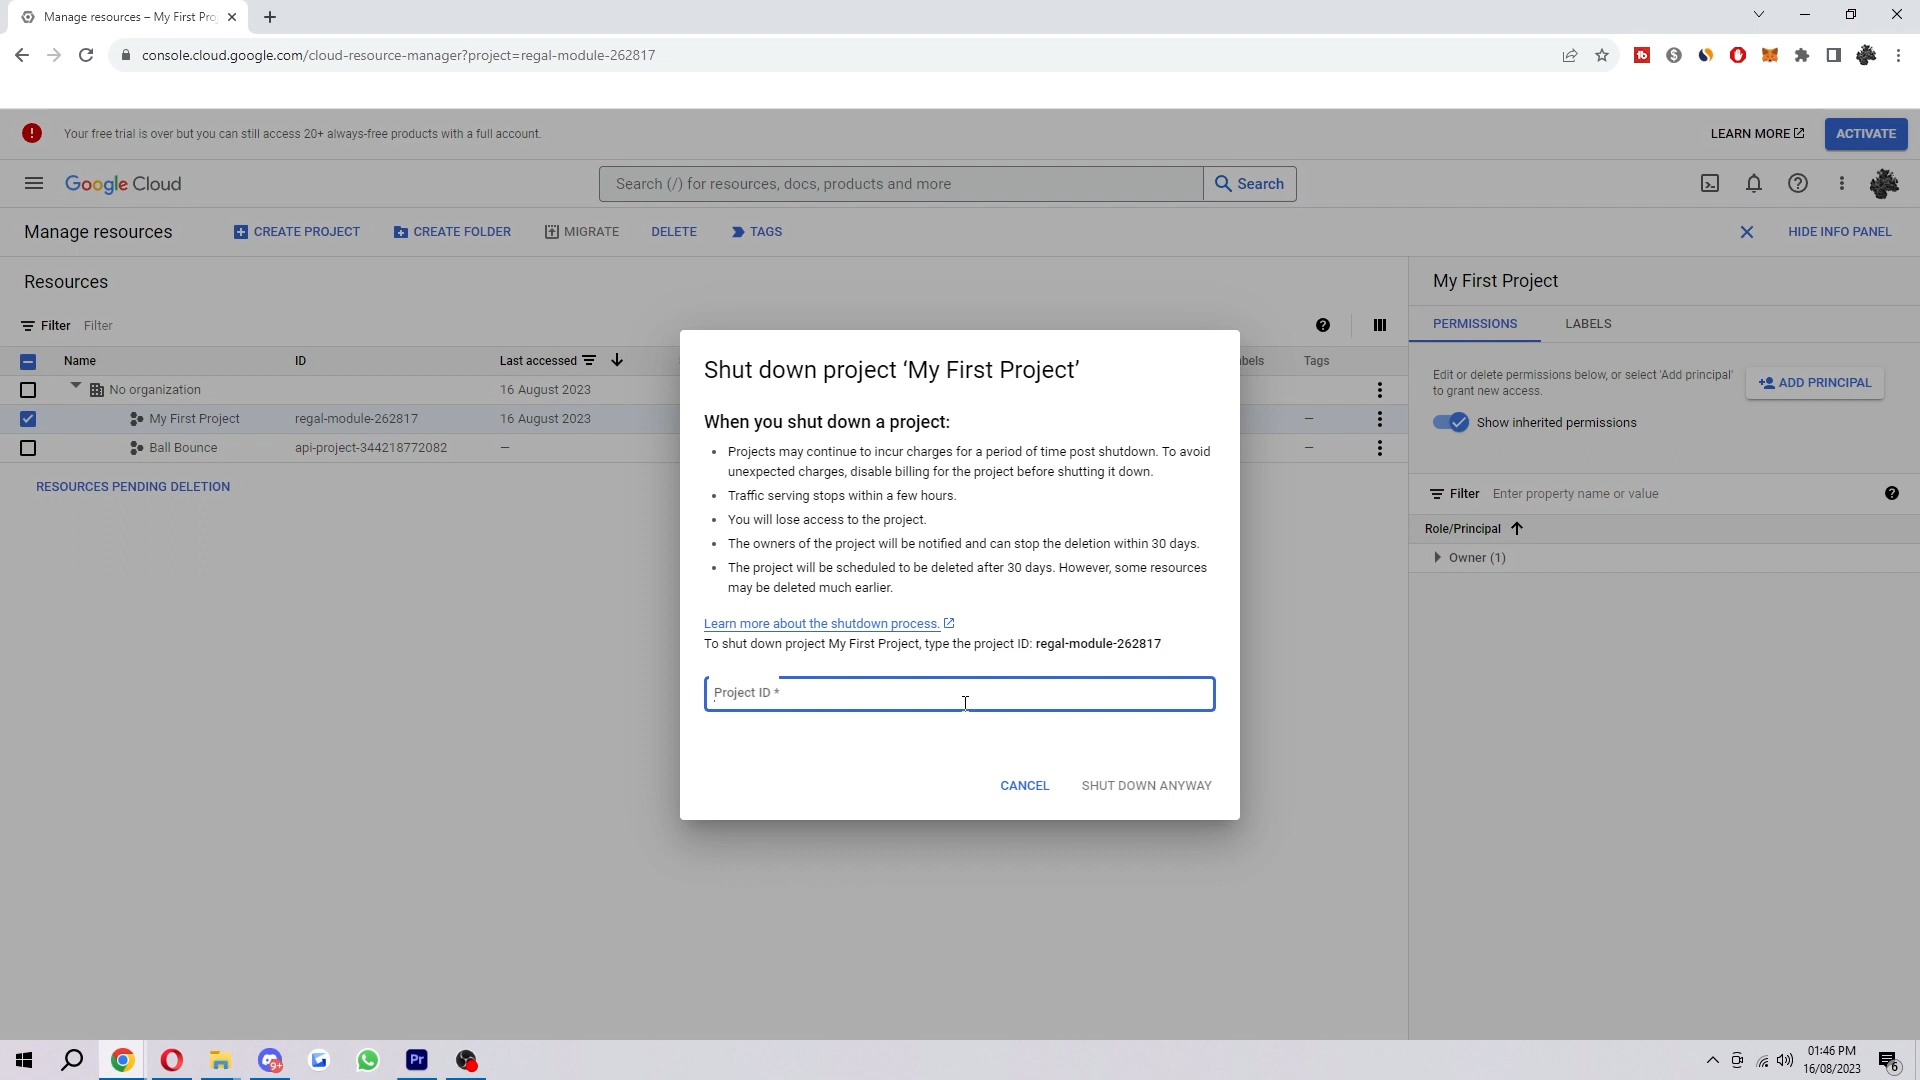 Manage resources – My First Pro
console.cloud.google.com/cloud-resource-manager?project=regal-module-262817
Your free trial is over but you can still access 20+ always-free products with a full account.
LEARN MORE
ACTIVATE
Google Cloud
Search (/) for resources, docs, products and more
Search
Manage resources
CREATE PROJECT
CREATE FOLDER
MIGRATE
DELETE
TAGS
HIDE INFO PANEL
Resources
Filter Filter
Name ID Last accessed bels Tags
No organization 16 August 2023
My First Project regal-module-262817 16 August 2023 –
Ball Bounce api-project-344218772082 – –
RESOURCES PENDING DELETION
Shut down project ‘My First Project’
When you shut down a project:
• Projects may continue to incur charges for a period of time post shutdown. To avoid
unexpected charges, disable billing for the project before shutting it down.
• Traffic serving stops within a few hours.
• You will lose access to the project.
• The owners of the project will be notified and can stop the deletion within 30 days.
• The project will be scheduled to be deleted after 30 days. However, some resources
may be deleted much earlier.
Learn more about the shutdown process.
To shut down project My First Project, type the project ID: regal-module-262817
Project ID *
CANCEL
SHUT DOWN ANYWAY
My First Project
PERMISSIONS
LABELS
Edit or delete permissions below, or select 'Add principal'
to grant new access.
ADD PRINCIPAL
Show inherited permissions
Filter Enter property name or value
Role/Principal
Owner (1)
9+
Pr
01:46 PM
16/08/2023
6